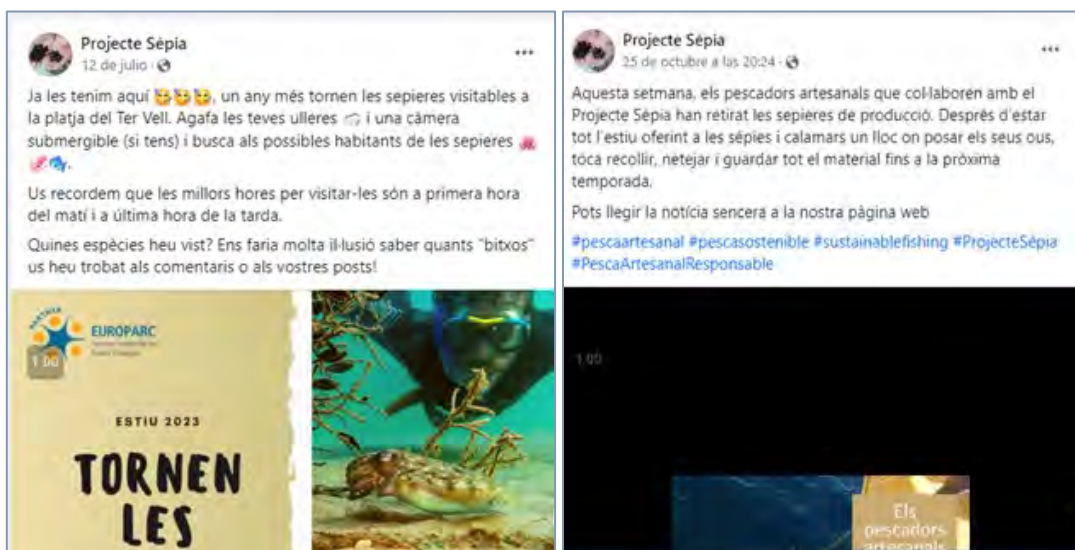 Projecte Sèpia
12 de julio
Ja les tenim aquí 🥳🥳🥳, un any més tornen les sepieres visitables a
la platja del Ter Vell. Agafa les teves ulleres 🤿 i una càmera
submergible (si tens) i busca als possibles habitants de les sepieres 🐙
🦑🐟.
Us recordem que les millors hores per visitar-les són a primera hora
del matí i a última hora de la tarda.
Quines espècies heu vist? Ens faria molta il·lusió saber quants "bitxos"
us heu trobat als comentaris o als vostres posts!
PARTNER
EUROPARC
1.00
ESTIU 2023
TORNEN
LES
Projecte Sèpia
25 de octubre a las 20:24
Aquesta setmana, els pescadors artesanals que col·laboren amb el
Projecte Sèpia han retirat les sepieres de producció. Després d'estar
tot l'estiu oferint a les sépies i calamars un lloc on posar els seus ous,
toca recollir, netejar i guardar tot el material fins a la pròxima
temporada.
Pots llegir la notícia sencera a la nostra pàgina web
#pescaartesanal #pescasostenible #sustainablefishing #ProjecteSèpia
#PescaArtesanalResponsable
1.00
Els
pescadors
artesanals